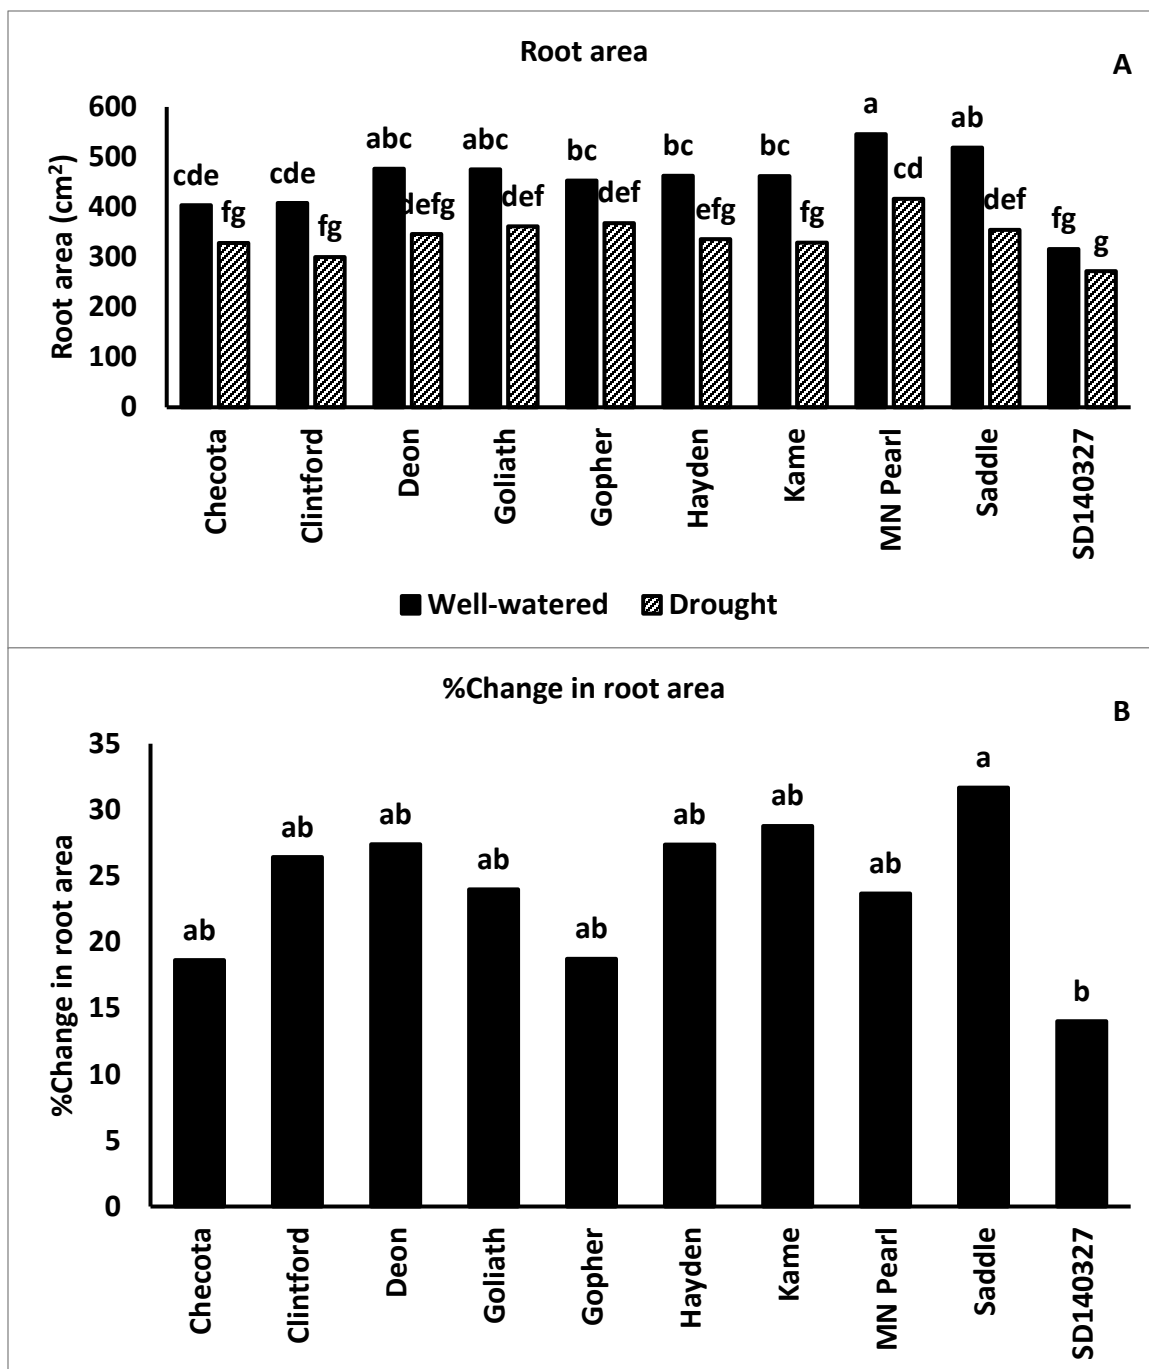 Root area
A
Root area (cm²)
600
500
400
300
200
100
0
cde
fg
cde
fg
abc
defg
abc
def
bc
def
bc
efg
bc
fg
a
cd
ab
def
fg
g
Checota
Clintford
Deon
Goliath
Gopher
Hayden
Kame
MN Pearl
Saddle
SD140327
Well-watered
Drought
%Change in root area
B
%Change in root area
35
30
25
20
15
10
5
0
ab
ab
ab
ab
ab
ab
ab
ab
a
b
Checota
Clintford
Deon
Goliath
Gopher
Hayden
Kame
MN Pearl
Saddle
SD140327